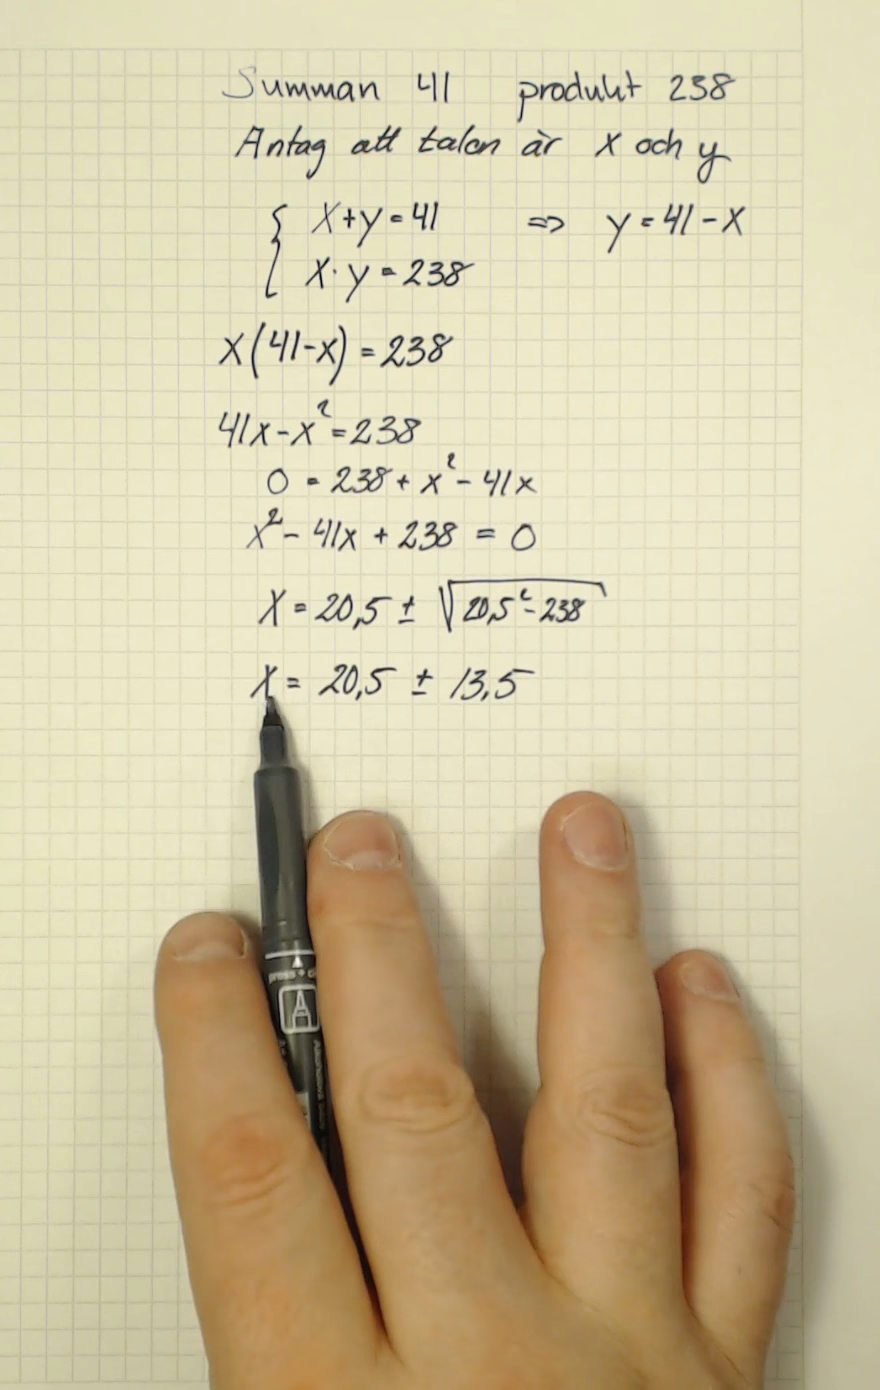 Summan 41 produkt 238
Antag att talen är x och y
{ x+y=41 => y=41-x
x·y=238
x(41-x)=238
41x-x²=238
0=238+x²-41x
x²-41x+238=0
x=20,5±√(20,5²-238)
x=20,5±13,5